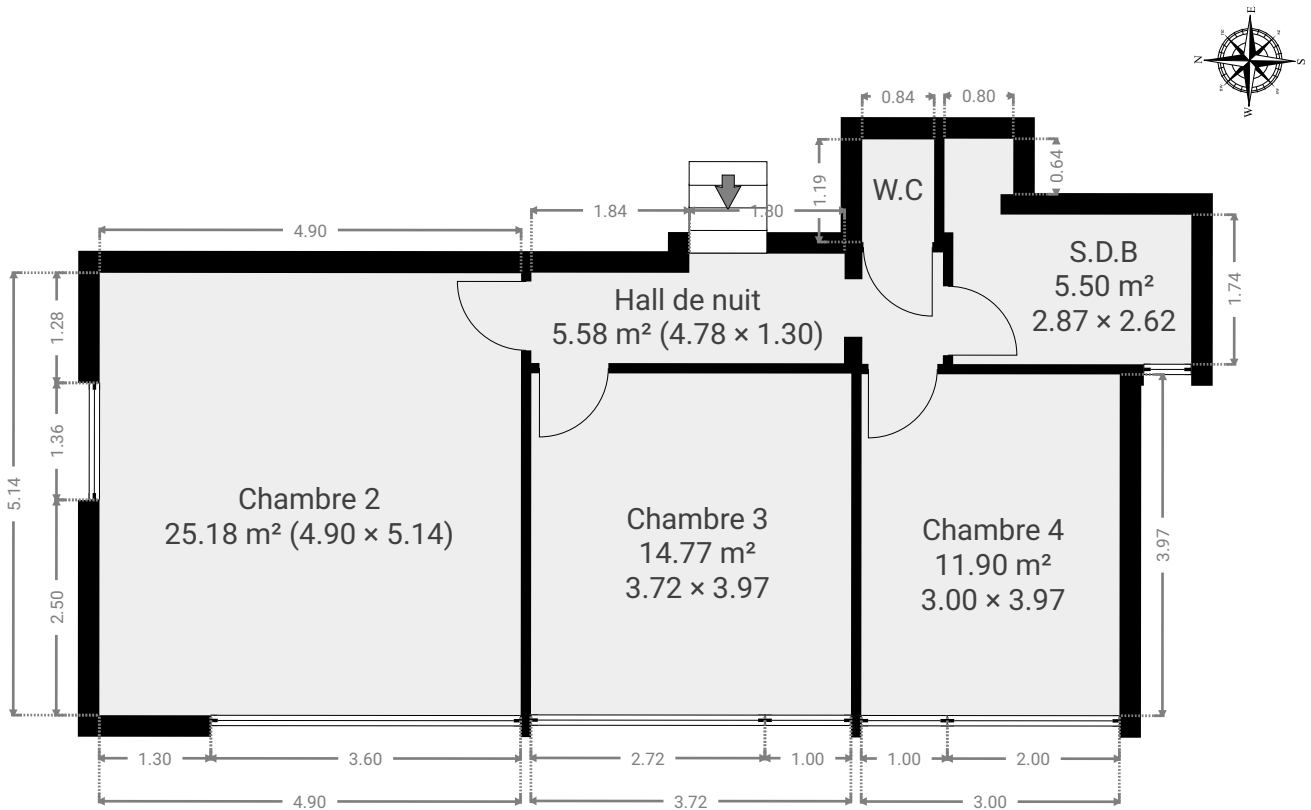 E
N
S
W
0.84
0.80
1.19
0.64
W.C
1.84
1.80
4.90
S.D.B
5.50 m²
2.87 × 2.62
1.74
Hall de nuit
5.58 m² (4.78 × 1.30)
1.28
1.36
5.14
2.50
Chambre 2
25.18 m² (4.90 × 5.14)
Chambre 3
14.77 m²
3.72 × 3.97
Chambre 4
11.90 m²
3.00 × 3.97
3.97
1.30
3.60
2.72
1.00
1.00
2.00
4.90
3.72
3.00